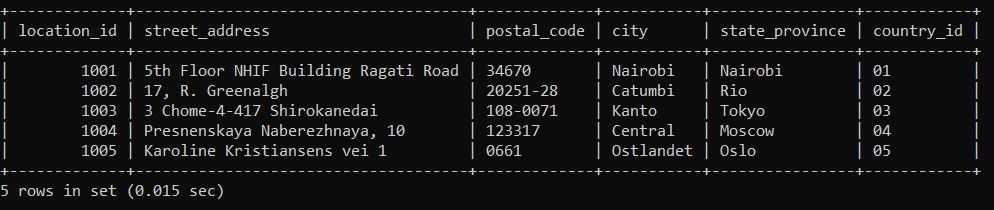 +-------------+--------------------------------------+-------------+-----------+----------------+------------+
| location_id | street_address                       | postal_code | city      | state_province | country_id |
+-------------+--------------------------------------+-------------+-----------+----------------+------------+
|        1001 | 5th Floor NHIF Building Ragati Road | 34670       | Nairobi   | Nairobi        | 01         |
|        1002 | 17, R. Greenalgh                     | 20251-28    | Catumbi   | Rio            | 02         |
|        1003 | 3 Chome-4-417 Shirokanedai           | 108-0071    | Kanto     | Tokyo          | 03         |
|        1004 | Presnenskaya Naberezhnaya, 10        | 123317      | Central   | Moscow         | 04         |
|        1005 | Karoline Kristiansens vei 1          | 0661        | Ostlandet | Oslo           | 05         |
+-------------+--------------------------------------+-------------+-----------+----------------+------------+
5 rows in set (0.015 sec)